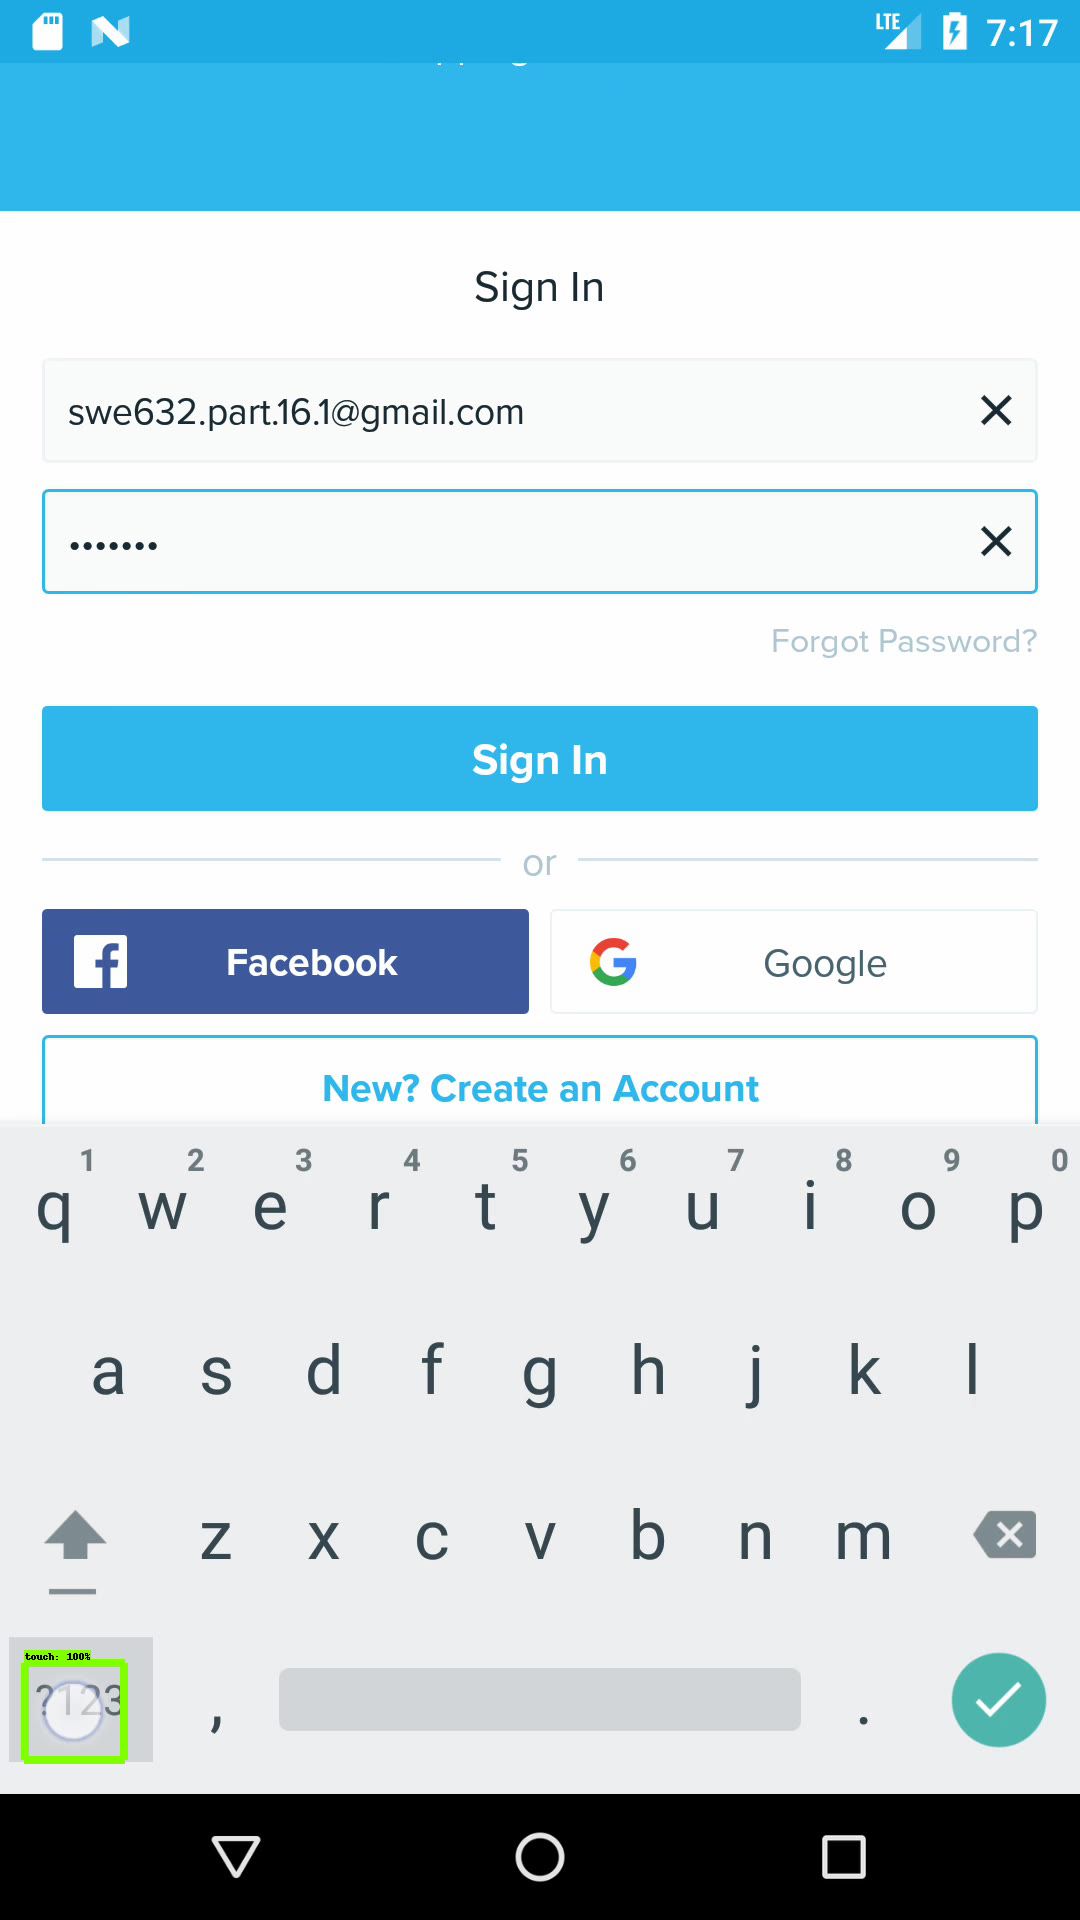 LTE 7:17
Sign In
swe632.part.16.1@gmail.com
•••••••
Forgot Password?
Sign In
or
Facebook
Google
New? Create an Account
1 2 3 4 5 6 7 8 9 0
q w e r t y u i o p
a s d f g h j k l
z x c v b n m
touch: 100%
?123 , .